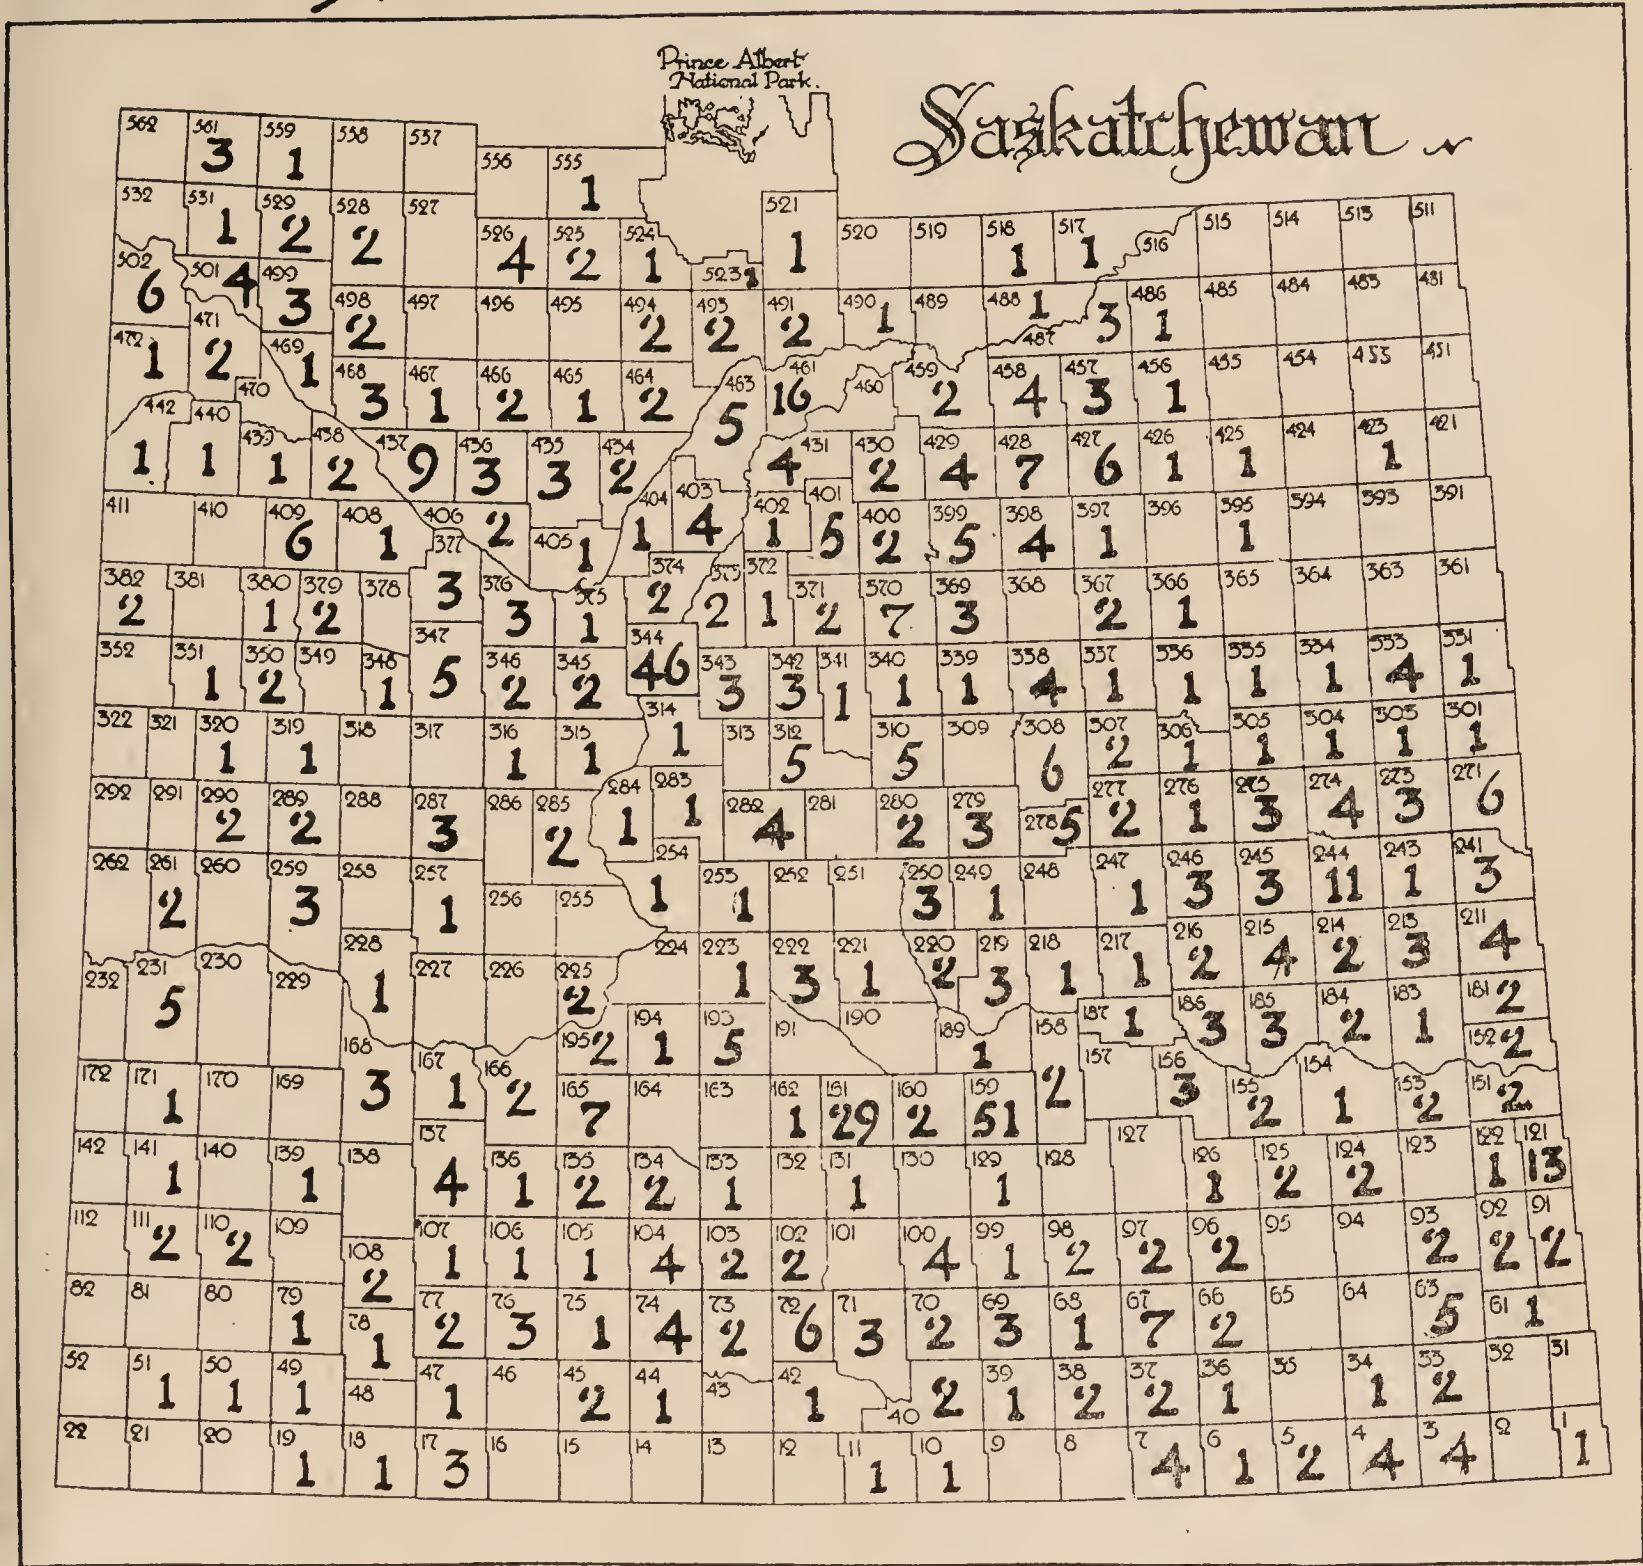 Prince Albert
National Park.
Saskatchewan
562 561 559 558 557
3 1
556 555
1
532 531 529 528 527
1 2 2
526 525 524 523 521
4 2 1 1 1
520 519 518 517 516 515 514 513 511
1 1
502 501 499 498 497 496 495 494 493 491 490 489 488 487 486 485 484 483 481
6 4 3 2 2 2 2 1 1 3 1
472 471 470 469 468 467 466 465 464 463 461 460 459 458 457 456 455 454 453 451
1 2 1 3 1 2 1 2 5 16 2 4 3 1
442 440 439 438 437 436 435 434 431 430 429 428 427 426 425 424 423 421
1 1 1 2 9 3 3 2 4 2 4 7 6 1 1 1
411 410 409 408 406 405 404 403 402 401 400 399 398 397 396 395 394 393 391
6 1 2 1 1 4 1 5 2 5 4 1 1
382 381 380 379 378 377 376 375 374 373 372 371 370 369 368 367 366 365 364 363 361
2 1 2 3 3 1 2 2 1 2 7 3 2 1
352 351 350 349 348 347 346 345 344 343 342 341 340 339 338 337 336 335 334 333 331
1 2 1 5 2 2 46 3 3 1 1 1 4 1 1 1 1 4 1
322 321 320 319 318 317 316 315 314 313 312 310 309 308 307 306 305 304 303 301
1 1 1 1 1 5 5 6 2 1 1 1 1 1
292 291 290 289 288 287 286 285 284 283 282 281 280 279 278 277 276 275 274 273 271
2 2 3 2 1 1 4 2 3 5 2 1 3 4 3 6
262 261 260 259 258 257 256 255 254 253 252 251 250 249 248 247 246 245 244 243 241
2 3 1 1 1 3 1 1 3 3 11 1 3
232 231 230 229 228 227 226 225 224 223 222 221 220 219 218 217 216 215 214 213 211
5 1 2 1 3 1 2 3 1 1 2 4 2 3 4
195 194 193 191 190 189 187 186 185 184 183 181
2 1 5 1 1 3 3 2 1 2
172 171 170 169 168 167 166 165 164 163 162 161 160 159 158 157 156 155 154 153 152 151
1 3 1 2 7 1 29 2 51 2 3 2 1 2 2 2
142 141 140 139 138 137 136 135 134 133 132 131 130 129 128 127 126 125 124 123 122 121
1 1 4 1 2 2 1 1 1 1 2 2 1 13
112 111 110 109 108 107 106 105 104 103 102 101 100 99 98 97 96 95 94 93 92 91
2 2 2 1 1 1 4 2 2 4 1 2 2 2 2 2 2
82 81 80 79 78 77 76 75 74 73 72 71 70 69 68 67 66 65 64 63 61
1 1 2 3 1 4 2 6 3 2 3 1 7 2 5 1
52 51 50 49 48 47 46 45 44 43 42 40 39 38 37 36 35 34 33 32 31
1 1 1 1 2 1 1 2 1 2 2 1 1 2
22 21 20 19 18 17 16 15 14 13 12 11 10 9 8 7 6 5 4 3 2 1
1 1 3 1 1 4 1 2 4 4 1